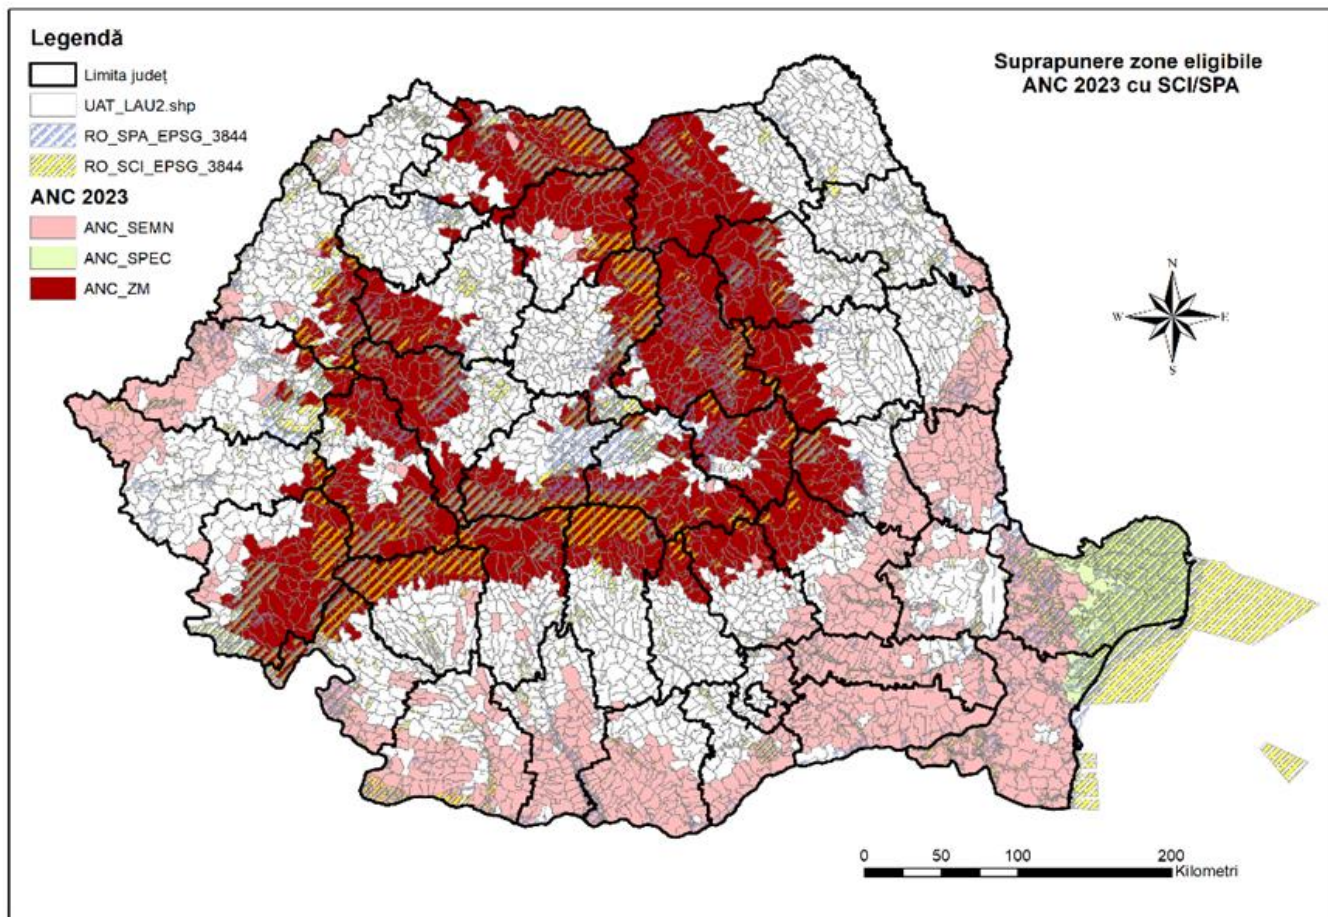 Legendă
Limita județ
UAT_LAU2.shp
RO_SPA_EPSG_3844
RO_SCI_EPSG_3844
ANC 2023
ANC_SEMN
ANC_SPEC
ANC_ZM
Suprapunere zone eligibile
ANC 2023 cu SCI/SPA
N
W E
S
0 50 100 200
Kilometri